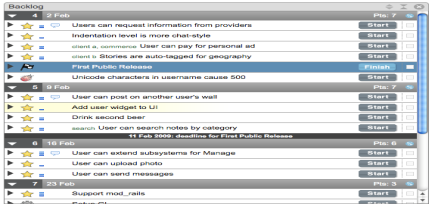 Backlog
4 2 Feb Pts: 7
Users can request information from providers Start
Indentation level is more chat-style Start
client a, commerce User can pay for personal ad Start
client b Stories are auto-tagged for geography Start
First Public Release Finish
Unicode characters in username cause 500 Start
5 9 Feb Pts: 7
User can post on another user's wall Start
Add user widget to UI Start
Drink second beer Start
search User can search notes by category Start
11 Feb 2009: deadline for First Public Release
6 16 Feb Pts: 6
User can extend subsystems for Manage Start
User can upload photo Start
User can send messages Start
7 23 Feb Pts: 3
Support mod_rails Start